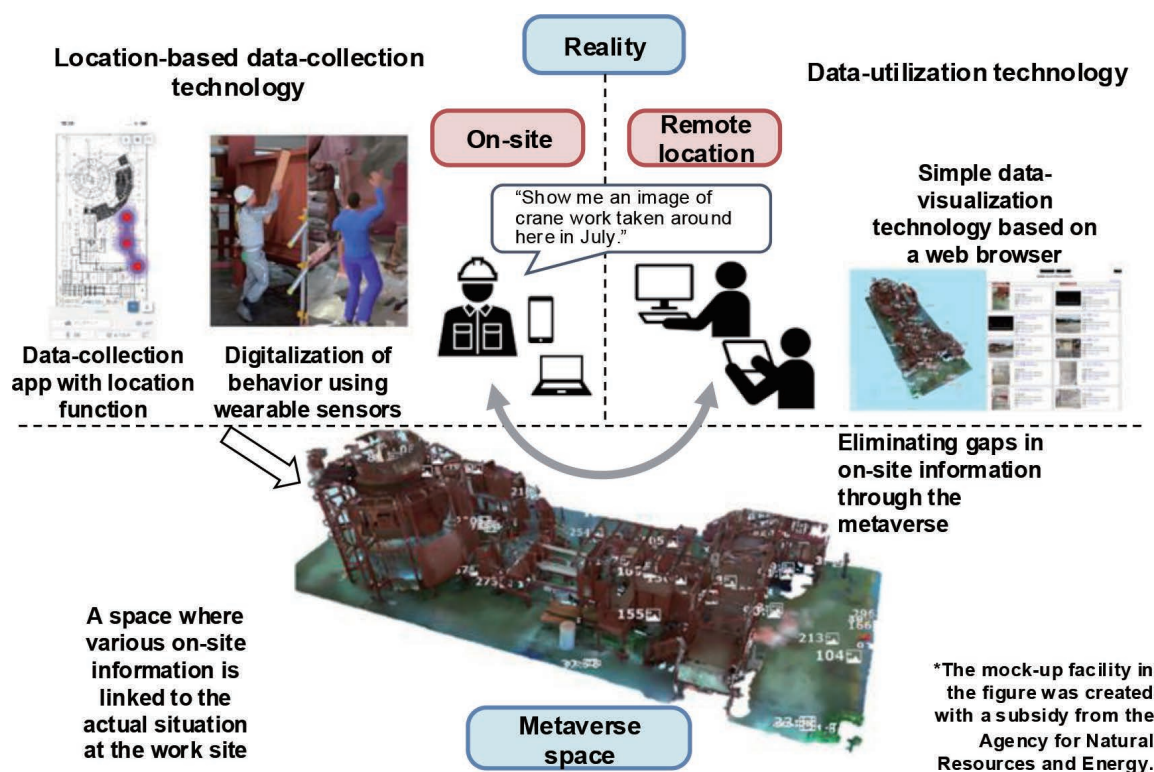 Reality
Location-based data-collection
technology
Data-utilization technology
On-site
Remote
location
“Show me an image of
crane work taken around
here in July.”
Simple data-
visualization
technology based on
a web browser
Data-collection
app with location
function
Digitalization of
behavior using
wearable sensors
Eliminating gaps in
on-site information
through the
metaverse
155
213
104
A space where
various on-site
information is
linked to the
actual situation
at the work site
Metaverse
space
*The mock-up facility in
the figure was created
with a subsidy from the
Agency for Natural
Resources and Energy.